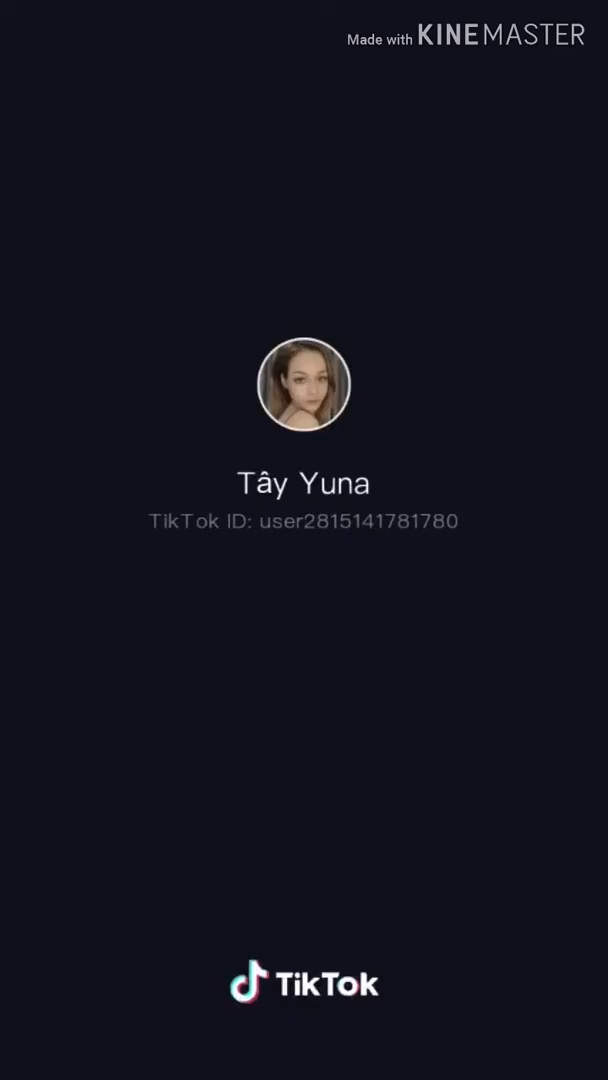 Made with KINEMASTER
Tây Yuna
TikTok ID: user2815141781780
TikTok